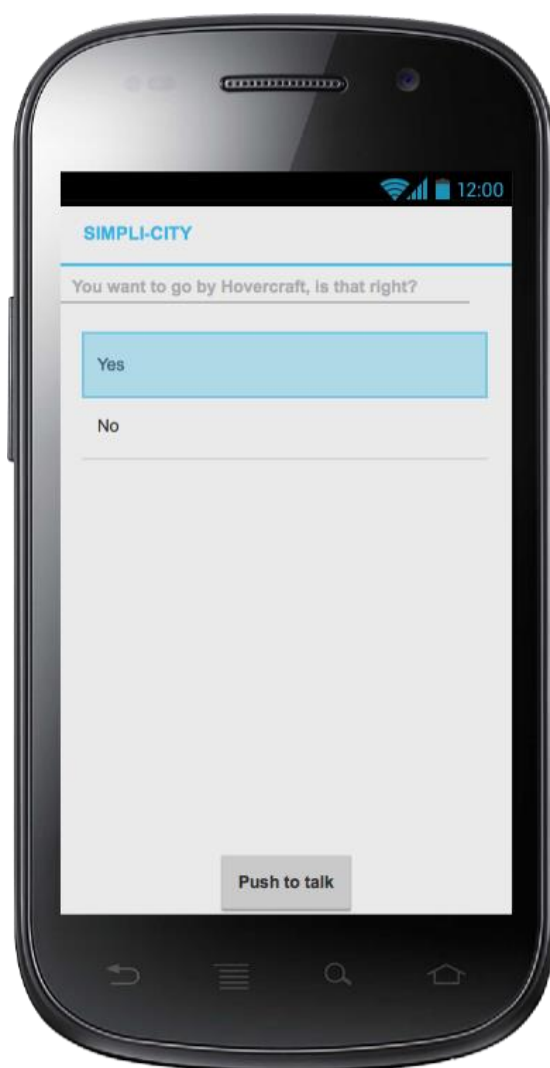 12:00
SIMPLI-CITY
You want to go by Hovercraft, is that right?
Yes
No
Push to talk